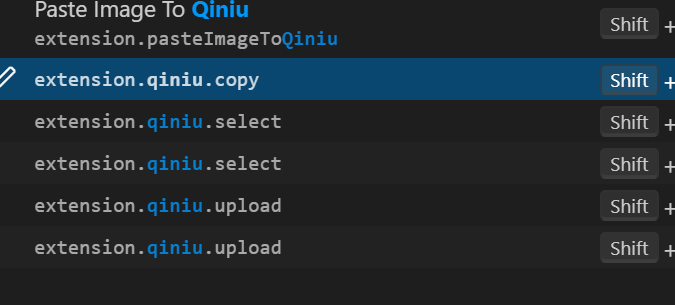 Paste Image To Qiniu Shift +
extension.pasteImageToQiniu
extension.qiniu.copy Shift +
extension.qiniu.select Shift +
extension.qiniu.select Shift +
extension.qiniu.upload Shift +
extension.qiniu.upload Shift +